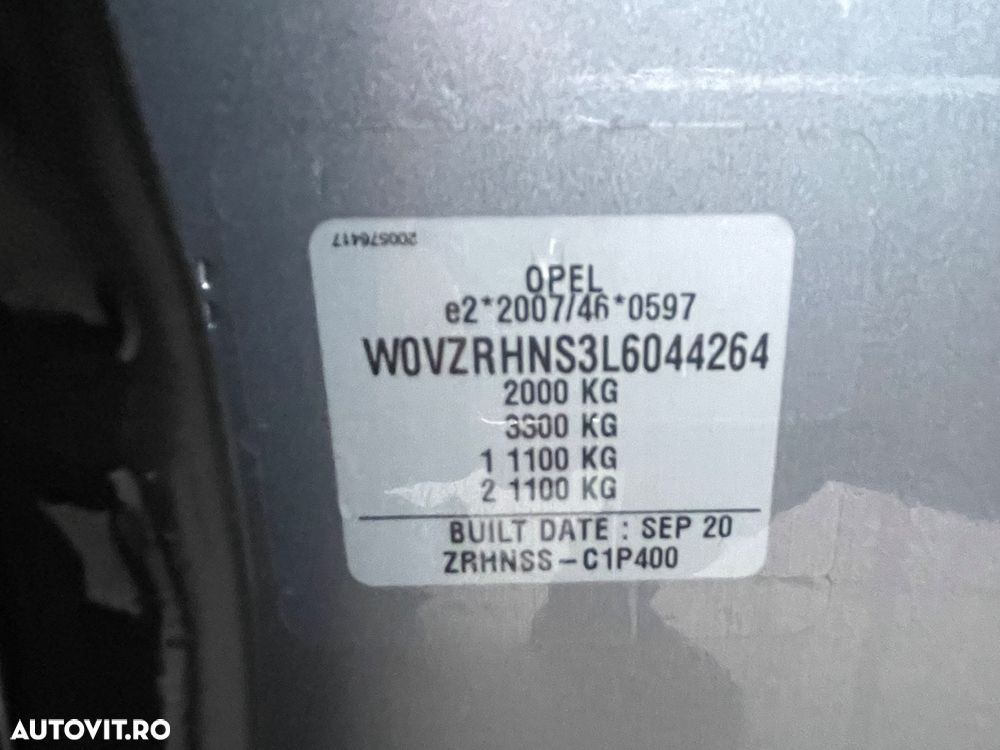 200576417
OPEL
e2*2007/46*0597
W0VZRHNS3L6044264
2000 KG
3300 KG
1 1100 KG
2 1100 KG
BUILT DATE : SEP 20
ZRHNSS-C1P400
AUTOVIT.RO